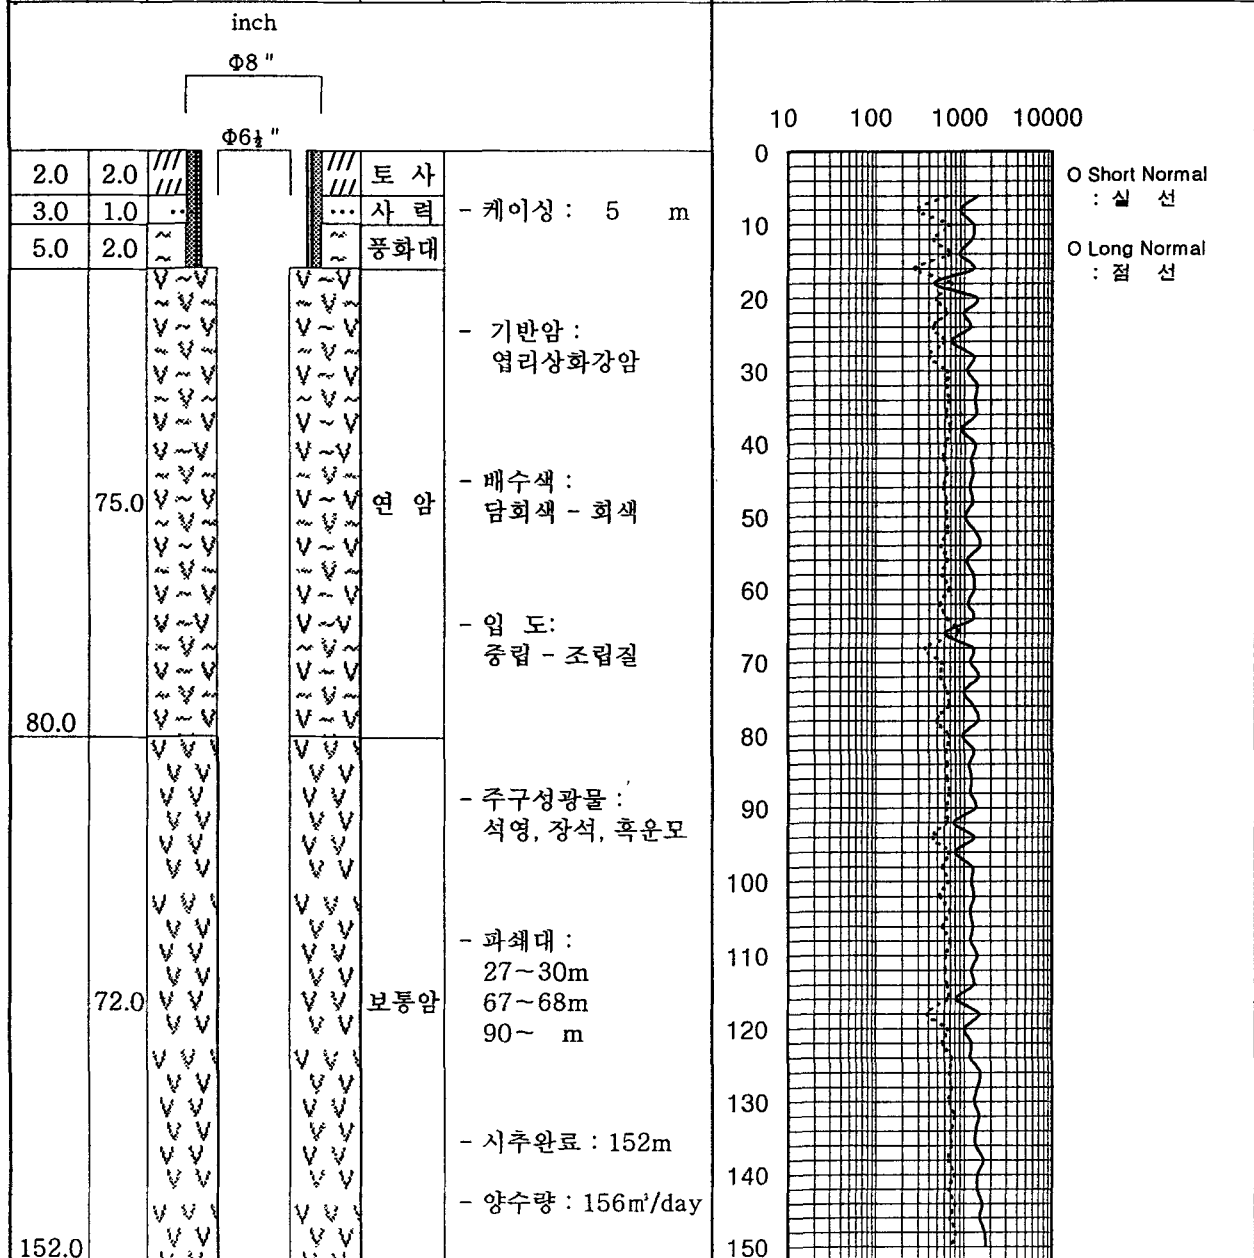 inch
Φ8 "
Φ6½ "
2.0 2.0 토 사
3.0 1.0 사 력
5.0 2.0 풍화대
- 케이싱 : 5 m
- 기반암 :
엽리상화강암
75.0 연 암
- 배수색 :
담회색 - 회색
- 입 도:
중립 - 조립질
80.0
- 주구성광물 :
석영, 장석, 흑운모
- 파쇄대 :
27~30m
67~68m
90~ m
72.0 보통암
- 시추완료 : 152m
- 양수량 : 156㎥/day
152.0
10 100 1000 10000
0
10
20
30
40
50
60
70
80
90
100
110
120
130
140
150
O Short Normal
: 실 선
O Long Normal
: 점 선